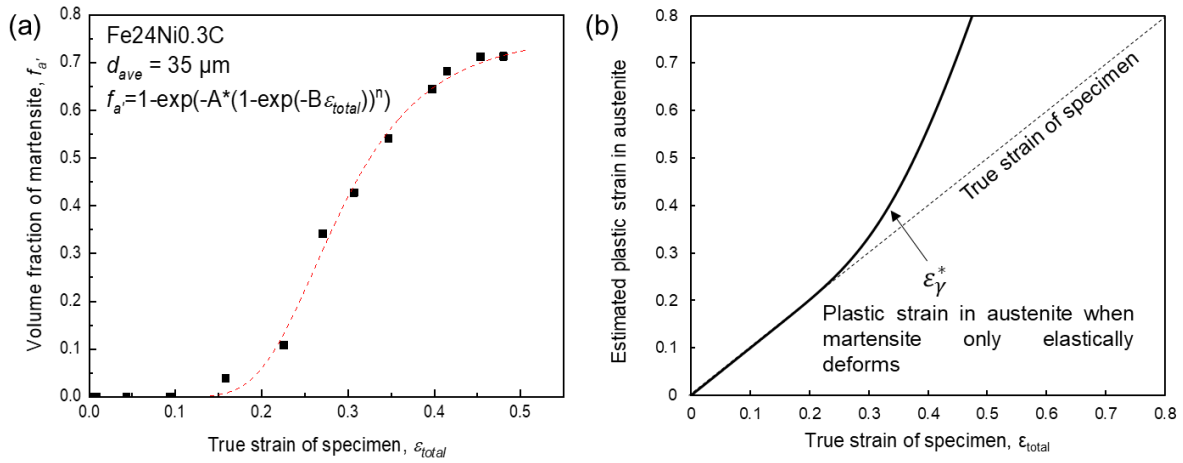 (a)
Fe24Ni0.3C
d_ave = 35 μm
f_a'=1-exp(-A*(1-exp(-Bε_total))^n)
Volume fraction of martensite, f_a'
0.8
0.7
0.6
0.5
0.4
0.3
0.2
0.1
0.0
0.0 0.1 0.2 0.3 0.4 0.5
True strain of specimen, ε_total
(b)
Estimated plastic strain in austenite
0.8
0.7
0.6
0.5
0.4
0.3
0.2
0.1
0
True strain of specimen
ε_γ^*
Plastic strain in austenite when
martensite only elastically
deforms
0 0.1 0.2 0.3 0.4 0.5 0.6 0.7 0.8
True strain of specimen, ε_total